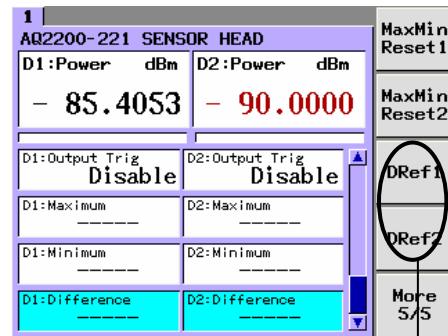 1
AQ2200-221 SENSOR HEAD
D1:Power dBm
D2:Power dBm
- 85.4053
- 90.0000
D1:Output Trig
Disable
D2:Output Trig
Disable
D1:Maximum
-----
D2:Maximum
-----
D1:Minimum
-----
D2:Minimum
-----
D1:Difference
-----
D2:Difference
-----
MaxMin
Reset1
MaxMin
Reset2
DRef1
DRef2
More
5/5